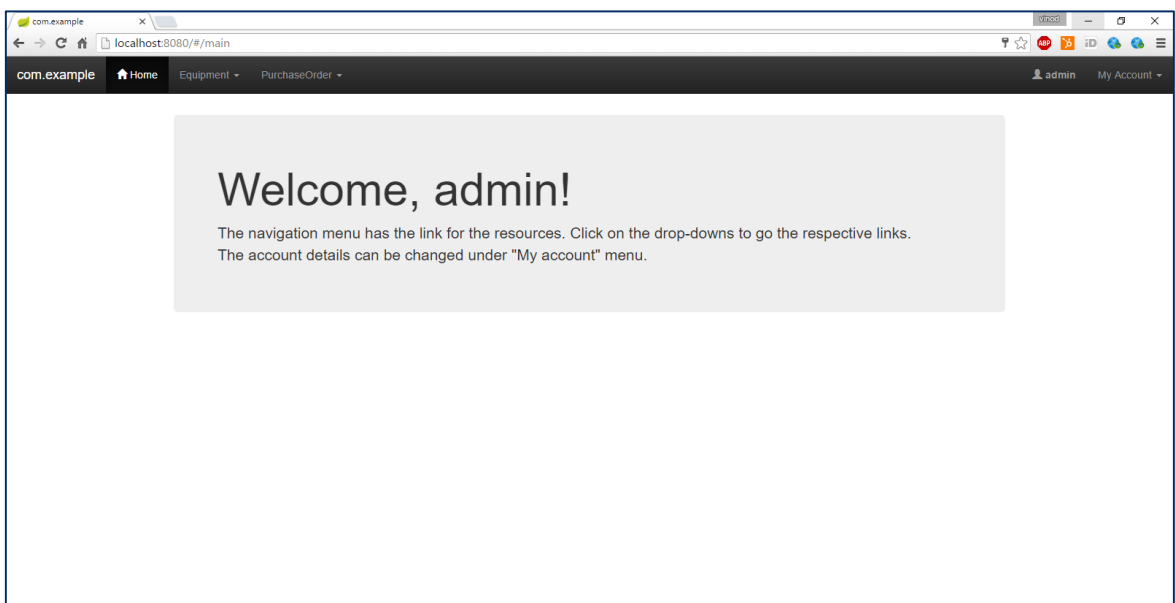 com.example
vinod
localhost:8080/#/main
ABP
iD
com.example Home Equipment PurchaseOrder admin My Account
Welcome, admin!
The navigation menu has the link for the resources. Click on the drop-downs to go the respective links.
The account details can be changed under "My account" menu.